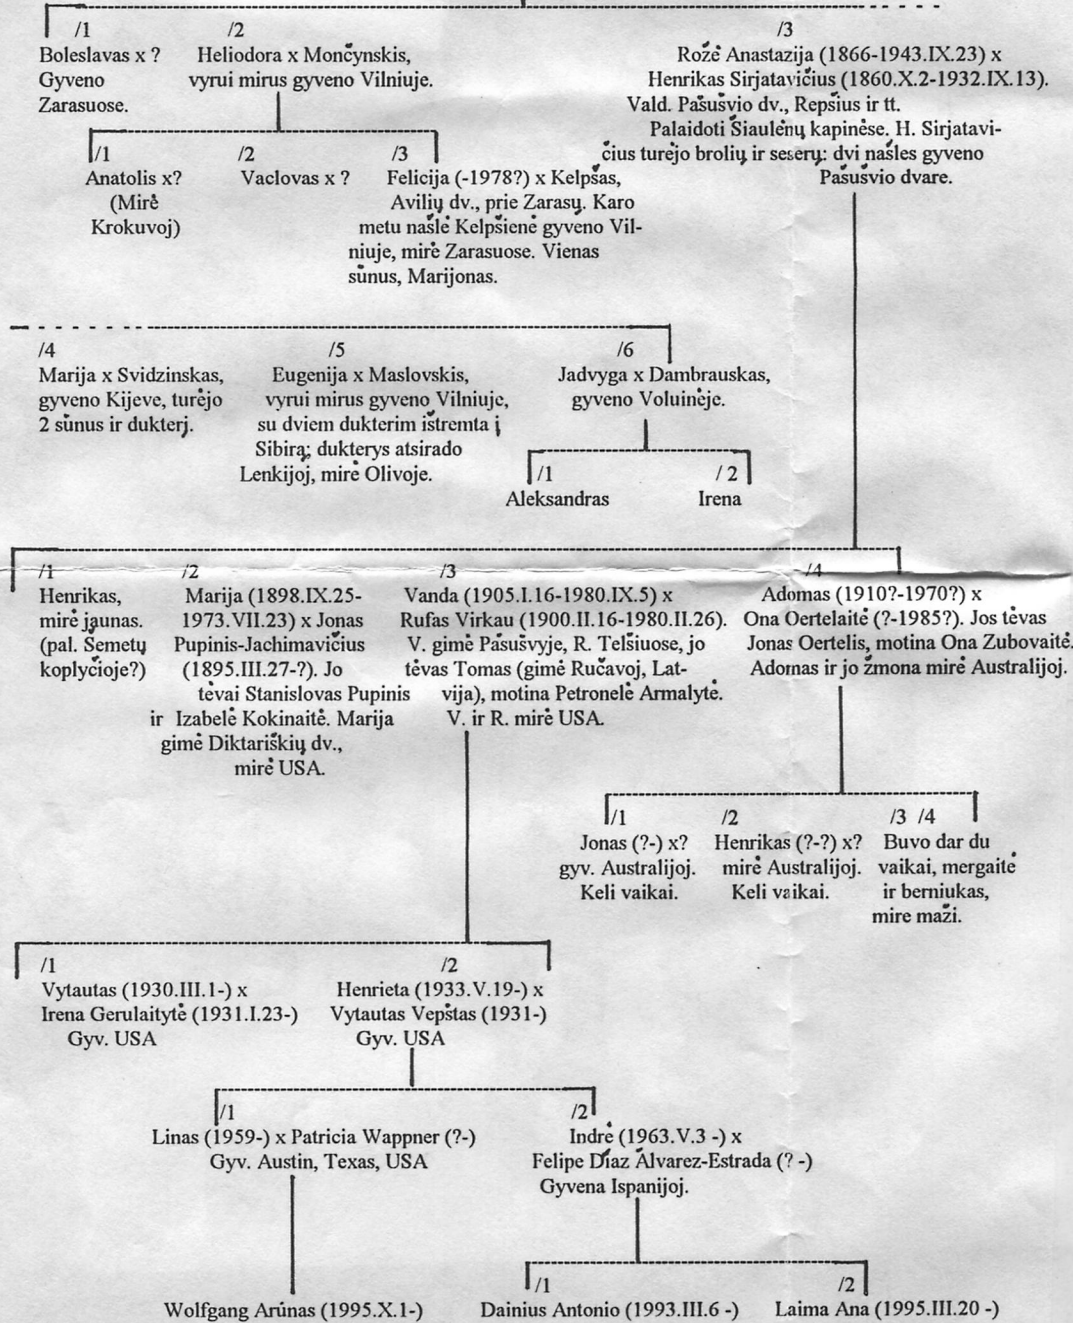 /1
Boleslavas x ?
Gyveno
Zarasuose.
/2
Heliodora x Mončynskis,
vyrui mirus gyveno Vilniuje.
/3
Rožė Anastazija (1866-1943.IX.23) x
Henrikas Sirjatavičius (1860.X.2-1932.IX.13).
Vald. Pašušvio dv., Repšius ir tt.
Palaidoti Šiaulėnų kapinėse. H. Sirjatavi-
čius turėjo brolių ir seserų: dvi našlės gyveno
Pašušvio dvare.
/1
Anatolis x?
(Mirė
Krokuvoj)
/2
Vaclovas x ?
/3
Felicija (-1978?) x Kelpšas,
Avilių dv., prie Zarasų. Karo
metu našlė Kelpšienė gyveno Vil-
niuje, mirė Zarasuose. Vienas
sūnus, Marijonas.
/4
Marija x Svidzinskas,
gyveno Kijeve, turėjo
2 sūnus ir dukterį.
/5
Eugenija x Maslovskis,
vyrui mirus gyveno Vilniuje,
su dviem dukterim ištremta į
Sibirą; dukterys atsirado
Lenkijoj, mirė Olivoje.
/6
Jadvyga x Dambrauskas,
gyveno Voluinėje.
/1
Aleksandras
/ 2
Irena
/1
Henrikas,
mirė jaunas.
(pal. Šemetų
koplyčioje?)
/2
Marija (1898.IX.25-
1973.VII.23) x Jonas
Pupinis-Jachimavičius
(1895.III.27-?). Jo
tėvai Stanislovas Pupinis
ir Izabelė Kokinaitė. Marija
gimė Diktariškių dv.,
mirė USA.
/3
Vanda (1905.I.16-1980.IX.5) x
Rufas Virkau (1900.II.16-1980.II.26).
V. gimė Pašušvyje, R. Telšiuose, jo
tėvas Tomas (gimė Ručavoj, Lat-
vija), motina Petronelė Armalytė.
V. ir R. mirė USA.
/4
Adomas (1910?-1970?) x
Ona Oertelaitė (?-1985?). Jos tėvas
Jonas Oertelis, motina Ona Zubovaitė.
Adomas ir jo žmona mirė Australijoj.
/1
Jonas (?-) x?
gyv. Australijoj.
Keli vaikai.
/2
Henrikas (?-?) x?
mirė Australijoj.
Keli vaikai.
/3 /4
Buvo dar du
vaikai, mergaitė
ir berniukas,
mire maži.
/1
Vytautas (1930.III.1-) x
Irena Gerulaitytė (1931.I.23-)
Gyv. USA
/2
Henrieta (1933.V.19-) x
Vytautas Vepštas (1931-)
Gyv. USA
/1
Linas (1959-) x Patricia Wappner (?-)
Gyv. Austin, Texas, USA
/2
Indrė (1963.V.3 -) x
Felipe Díaz Álvarez-Estrada (? -)
Gyvena Ispanijoj.
Wolfgang Arūnas (1995.X.1-)
/1
Dainius Antonio (1993.III.6 -)
/2
Laima Ana (1995.III.20 -)